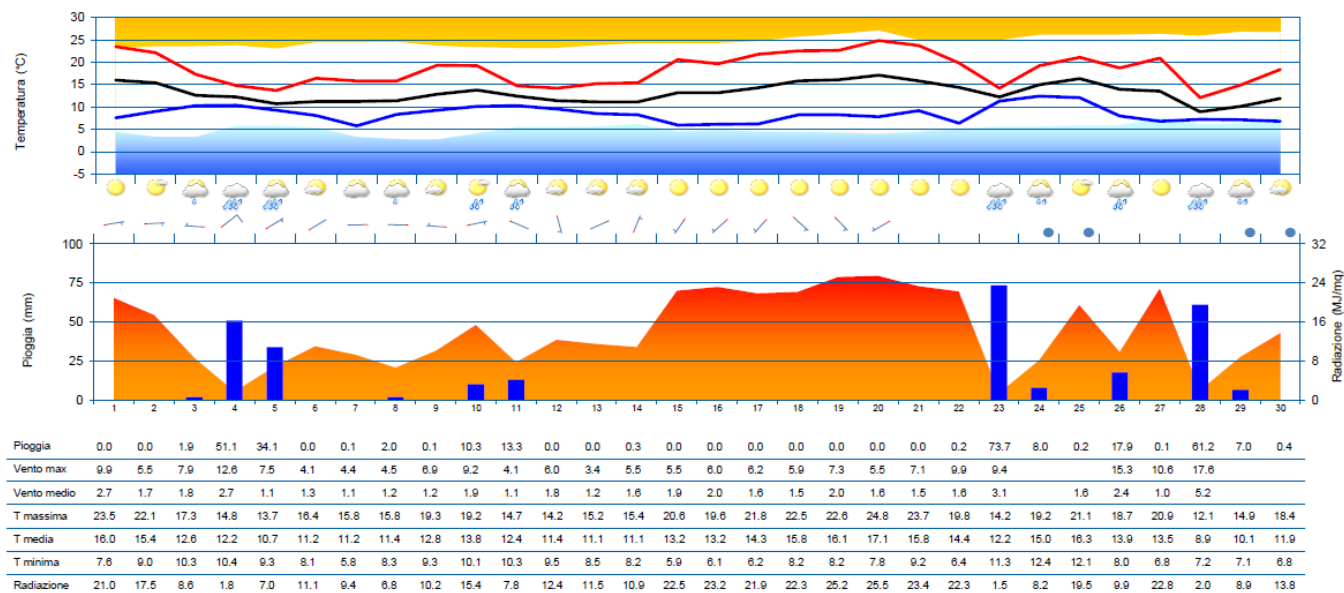 Temperatura (°C)
30
25
20
15
10
5
0
-5
Pioggia (mm)
100
75
50
25
0
32
24
16
8
0
Radiazione (MJ/mq)
1 2 3 4 5 6 7 8 9 10 11 12 13 14 15 16 17 18 19 20 21 22 23 24 25 26 27 28 29 30
Pioggia 0.0 0.0 1.9 51.1 34.1 0.0 0.1 2.0 0.1 10.3 13.3 0.0 0.0 0.3 0.0 0.0 0.0 0.0 0.0 0.0 0.0 0.2 73.7 8.0 0.2 17.9 0.1 61.2 7.0 0.4
Vento max 9.9 5.5 7.9 12.6 7.5 4.1 4.4 4.5 6.9 9.2 4.1 6.0 3.4 5.5 5.5 6.0 6.2 5.9 7.3 5.5 7.1 9.9 9.4 15.3 10.6 17.6
Vento medio 2.7 1.7 1.8 2.7 1.1 1.3 1.1 1.2 1.2 1.9 1.1 1.8 1.2 1.6 1.9 2.0 1.6 1.5 2.0 1.6 1.5 1.6 3.1 1.6 2.4 1.0 5.2
T massima 23.5 22.1 17.3 14.8 13.7 16.4 15.8 15.8 19.3 19.2 14.7 14.2 15.2 15.4 20.6 19.6 21.8 22.5 22.6 24.8 23.7 19.8 14.2 19.2 21.1 18.7 20.9 12.1 14.9 18.4
T media 16.0 15.4 12.6 12.2 10.7 11.2 11.2 11.4 12.8 13.8 12.4 11.4 11.1 11.1 13.2 13.2 14.3 15.8 16.1 17.1 15.8 14.4 12.2 15.0 16.3 13.9 13.5 8.9 10.1 11.9
T minima 7.6 9.0 10.3 10.4 9.3 8.1 5.8 8.3 9.3 10.1 10.3 9.5 8.5 8.2 5.9 6.1 6.2 8.2 8.2 7.8 9.2 6.4 11.3 12.4 12.1 8.0 6.8 7.2 7.1 6.8
Radiazione 21.0 17.5 8.6 1.8 7.0 11.1 9.4 6.8 10.2 15.4 7.8 12.4 11.5 10.9 22.5 23.2 21.9 22.3 25.2 25.5 23.4 22.3 1.5 8.2 19.5 9.9 22.8 2.0 8.9 13.8